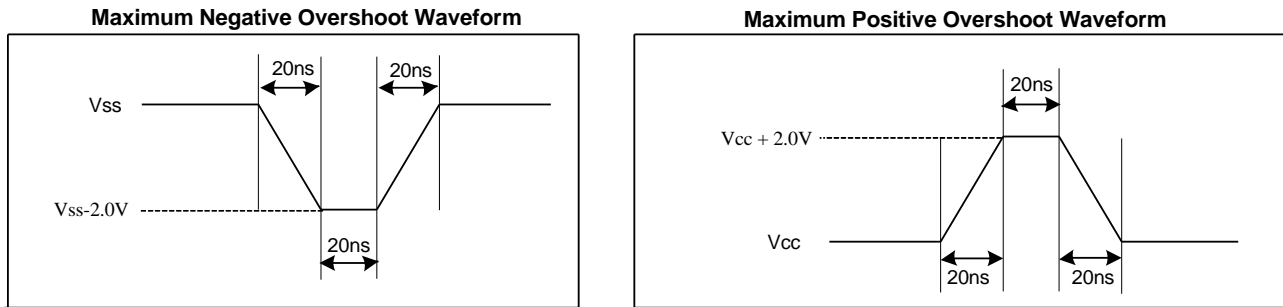 Maximum Negative Overshoot Waveform
20ns
20ns
Vss
Vss-2.0V
20ns
Maximum Positive Overshoot Waveform
20ns
Vcc + 2.0V
Vcc
20ns
20ns